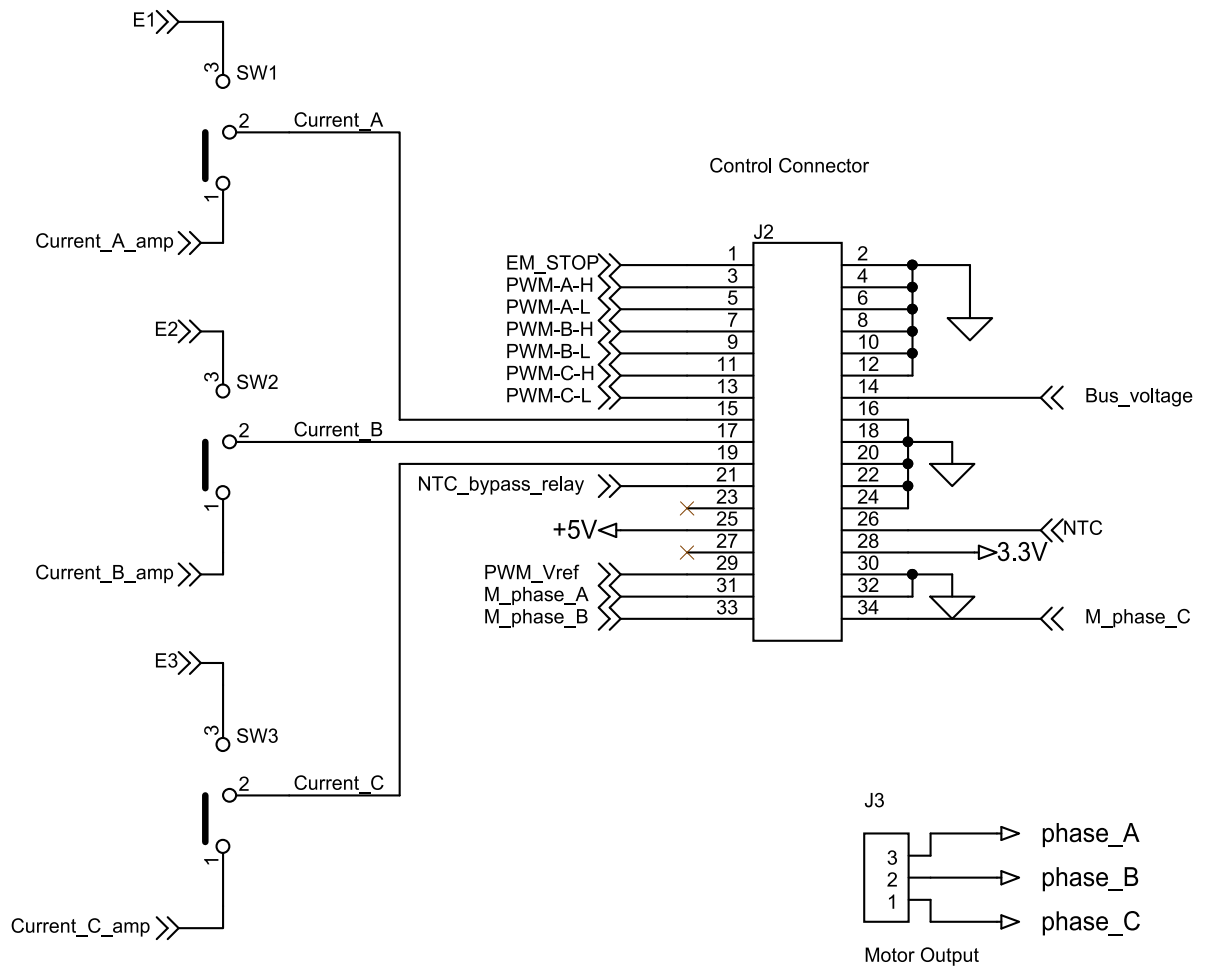 E1
3
SW1
2
Current_A
1
Current_A_amp
E2
3
SW2
2
Current_B
1
Current_B_amp
E3
3
SW3
2
Current_C
1
Current_C_amp
Control Connector
J2
EM_STOP 1 2
PWM-A-H 3 4
PWM-A-L 5 6
PWM-B-H 7 8
PWM-B-L 9 10
PWM-C-H 11 12
PWM-C-L 13 14 Bus_voltage
15 16
17 18
19 20
NTC_bypass_relay 21 22
23 24
+5V 25 26 NTC
27 28 3.3V
PWM_Vref 29 30
M_phase_A 31 32
M_phase_B 33 34 M_phase_C
J3
3 phase_A
2 phase_B
1 phase_C
Motor Output